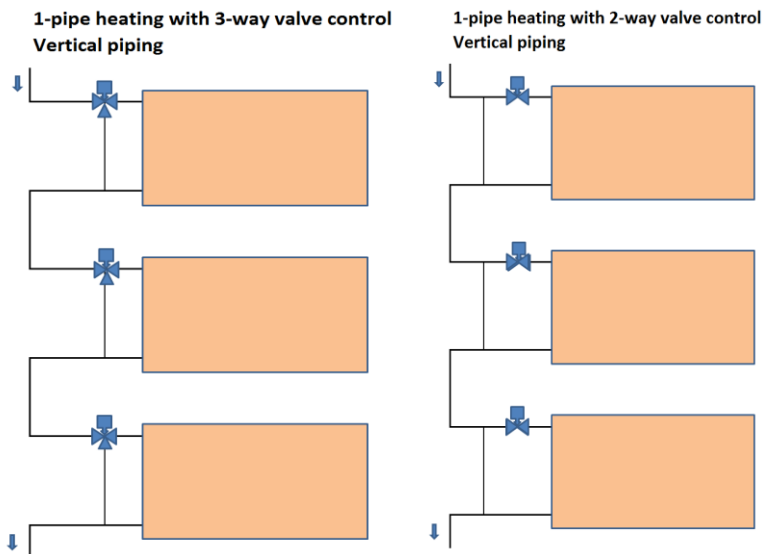 1-pipe heating with 3-way valve control
Vertical piping
1-pipe heating with 2-way valve control
Vertical piping